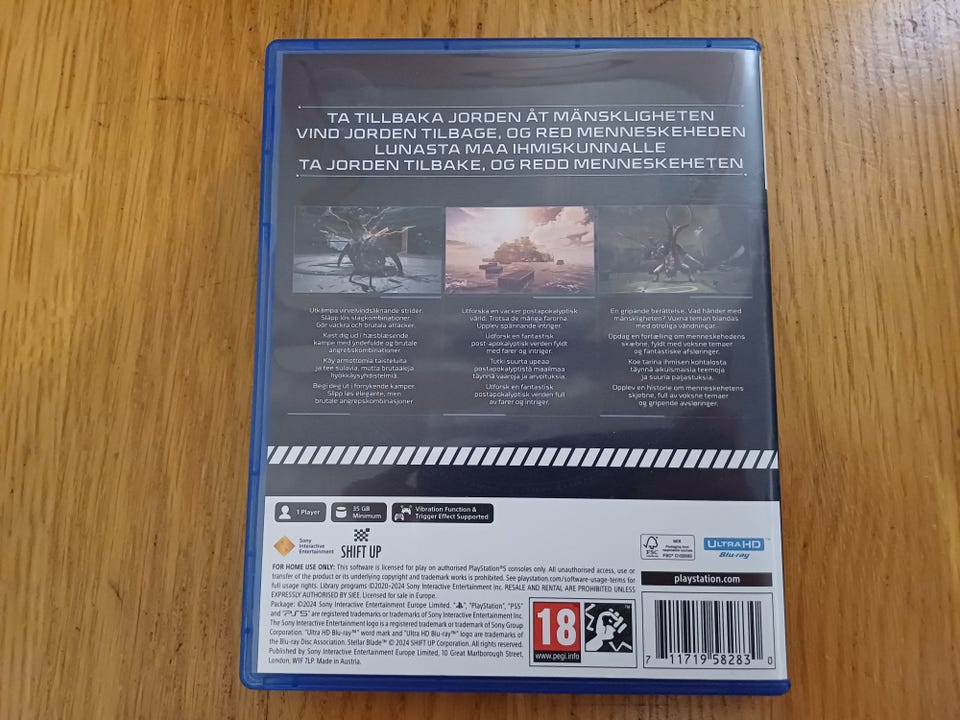 TA TILLBAKA JORDEN ÅT MÄNSKLIGHETEN
VIND JORDEN TILBAGE, OG RED MENNESKEHEDEN
LUNASTA MAA IHMISKUNNALLE
TA JORDEN TILBAKE, OG REDD MENNESKEHETEN
Utkämpa virvelvindsliknande strider.
Släpp lös slagkombinationer.
Gör vackra och brutala attacker.
Kast dig ud i hæsblæsende
kampe med yndefulde og brutale
angrebskombinationer.
Käy armottomia taisteluita
ja tee sulavia, mutta brutaaleja
hyökkäysyhdistelmiä.
Begi deg ut i forrykende kamper.
Slipp løs elegante, men
brutale angrepskombinasjoner.
Utforska en vacker postapokalyptisk
värld. Trotsa de många farorna.
Upplev spännande intriger.
Udforsk en fantastisk
post-apokalyptisk verden fyldt
med farer og intriger.
Tutki suurta upeaa
postapokalyptistä maailmaa
täynnä vaaroja ja arvoituksia.
Utforsk en fantastisk
postapokalyptisk verden full
av farer og intriger.
En gripande berättelse. Vad händer med
mänskligheten? Vuxna teman blandas
med otroliga vändningar.
Opdag en fortælling om menneskehedens
skæbne, fyldt med voksne temaer
og fantastiske afsløringer.
Koe tarina ihmisen kohtalosta
täynnä aikuismaisia teemoja
ja suuria paljastuksia.
Opplev en historie om menneskehetens
skjebne, full av voksne temaer
og gripende avsløringer.
1 Player
35 GB
Minimum
Vibration Function &
Trigger Effect Supported
Sony
Interactive
Entertainment
SHIFT UP
FSC
MIX
Packaging from
responsible sources
ULTRA HD
Blu-ray™
FOR HOME USE ONLY: This software is licensed for play on authorised PlayStation®5 consoles only. All unauthorised access, use or
transfer of the product or its underlying copyright and trademark works is prohibited. See playstation.com/software-usage-terms for
full usage rights. Library programs ©2020-2024 Sony Interactive Entertainment Inc. RESALE AND RENTAL ARE PROHIBITED UNLESS
EXPRESSLY AUTHORISED BY SIEE. Licensed for sale in Europe.
Package: ©2024 Sony Interactive Entertainment Europe Limited. "PS", "PlayStation", "PS5"
and "PS5" are registered trademarks or trademarks of Sony Interactive Entertainment Inc.
The Sony Interactive Entertainment logo is a registered trademark of Sony Group
Corporation. "Ultra HD Blu-ray™" word mark and "Ultra HD Blu-ray™" logo are trademarks of
the Blu-ray Disc Association. Stellar Blade™ © 2024 SHIFT UP Corporation. All rights reserved.
Published by Sony Interactive Entertainment Europe Limited, 10 Great Marlborough Street,
London, W1F 7LP. Made in Austria.
playstation.com
18
www.pegi.info
7 11719 58283 0